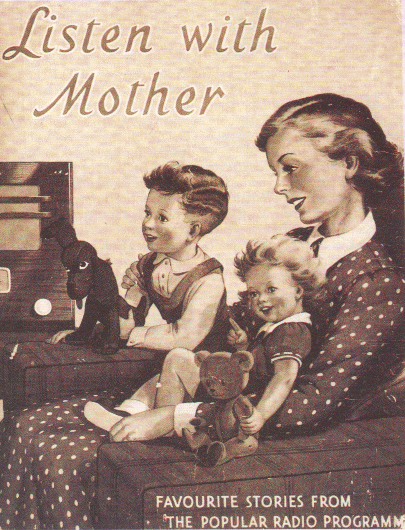 Listen with
Mother
FAVOURITE STORIES FROM
THE POPULAR RADIO PROGRAMM